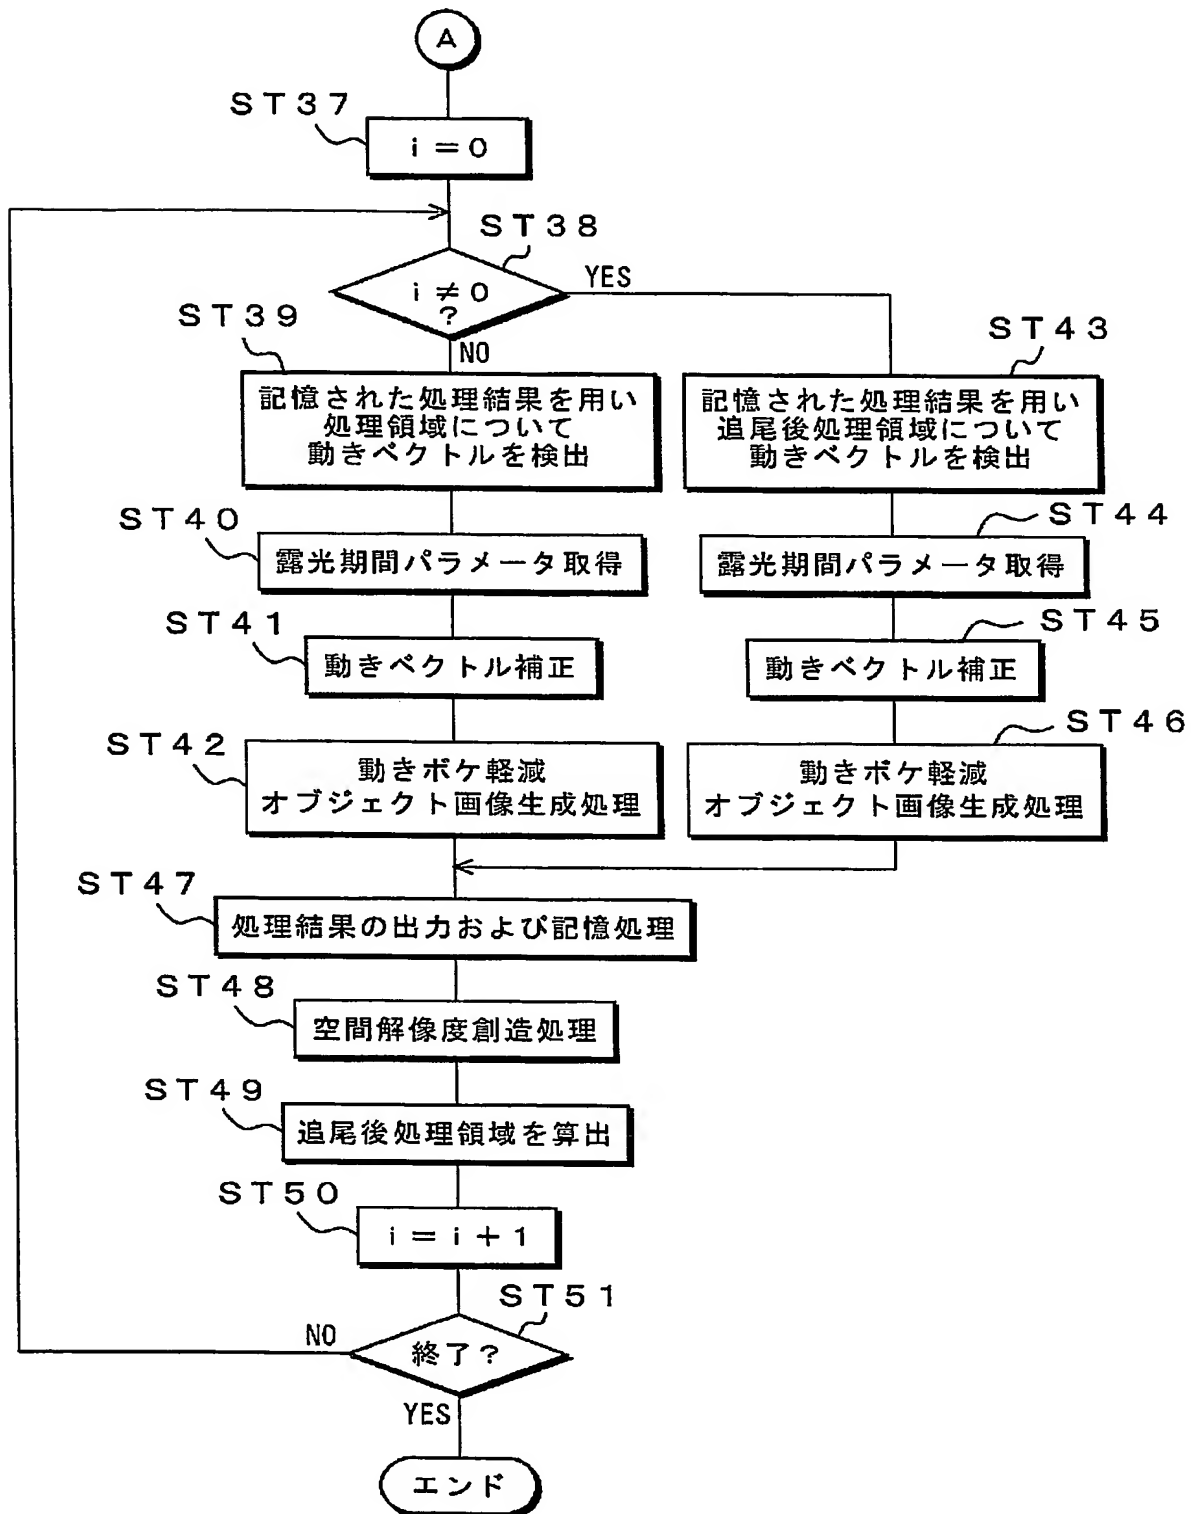 A
ST37
i=0
ST38
i≠0
?
YES
NO
ST39
記憶された処理結果を用い
処理領域について
動きベクトルを検出
ST43
記憶された処理結果を用い
追尾後処理領域について
動きベクトルを検出
ST40
露光期間パラメータ取得
ST44
露光期間パラメータ取得
ST41
動きベクトル補正
ST45
動きベクトル補正
ST42
動きボケ軽減
オブジェクト画像生成処理
ST46
動きボケ軽減
オブジェクト画像生成処理
ST47
処理結果の出力および記憶処理
ST48
空間解像度創造処理
ST49
追尾後処理領域を算出
ST50
i=i+1
ST51
終了?
NO
YES
エンド